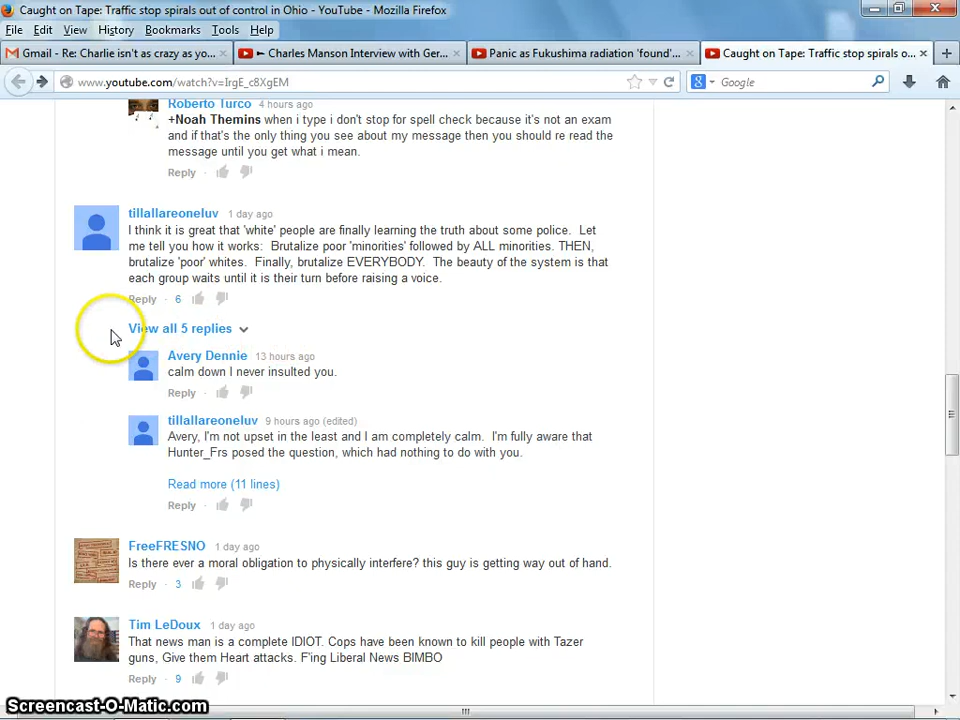 Caught on Tape: Traffic stop spirals out of control in Ohio - YouTube - Mozilla Firefox
File Edit View History Bookmarks Tools Help
Gmail - Re: Charlie isn't as crazy as yo... × ► Charles Manson Interview with Ger... × Panic as Fukushima radiation 'found'... × Caught on Tape: Traffic stop spirals o... × +
www.youtube.com/watch?v=IrgE_c8XgEM Google
Roberto Turco 4 hours ago
+Noah Themins when i type i don't stop for spell check because it's not an exam
and if that's the only thing you see about my message then you should re read the
message until you get what i mean.
Reply ·
tillallareoneluv 1 day ago
I think it is great that 'white' people are finally learning the truth about some police. Let
me tell you how it works: Brutalize poor 'minorities' followed by ALL minorities. THEN,
brutalize 'poor' whites. Finally, brutalize EVERYBODY. The beauty of the system is that
each group waits until it is their turn before raising a voice.
Reply · 6
View all 5 replies
Avery Dennie 13 hours ago
calm down I never insulted you.
Reply ·
tillallareoneluv 9 hours ago (edited)
Avery, I'm not upset in the least and I am completely calm. I'm fully aware that
Hunter_Frs posed the question, which had nothing to do with you.
Read more (11 lines)
Reply ·
FreeFRESNO 1 day ago
Is there ever a moral obligation to physically interfere? this guy is getting way out of hand.
Reply · 3
Tim LeDoux 1 day ago
That news man is a complete IDIOT. Cops have been known to kill people with Tazer
guns, Give them Heart attacks. F'ing Liberal News BIMBO
Reply · 9
Screencast-O-Matic.com